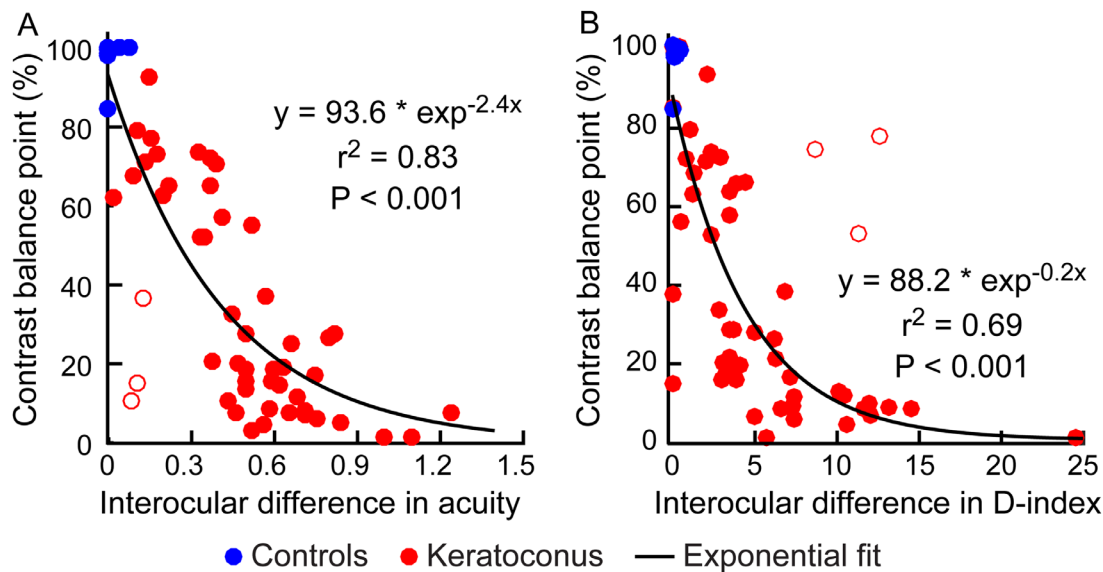 A
Contrast balance point (%)
100
80
60
40
20
0
y = 93.6 * exp-2.4x
r2 = 0.83
P < 0.001
0 0.3 0.6 0.9 1.2 1.5
Interocular difference in acuity
B
Contrast balance point (%)
100
80
60
40
20
0
y = 88.2 * exp-0.2x
r2 = 0.69
P < 0.001
0 5 10 15 20 25
Interocular difference in D-index
Controls Keratoconus Exponential fit